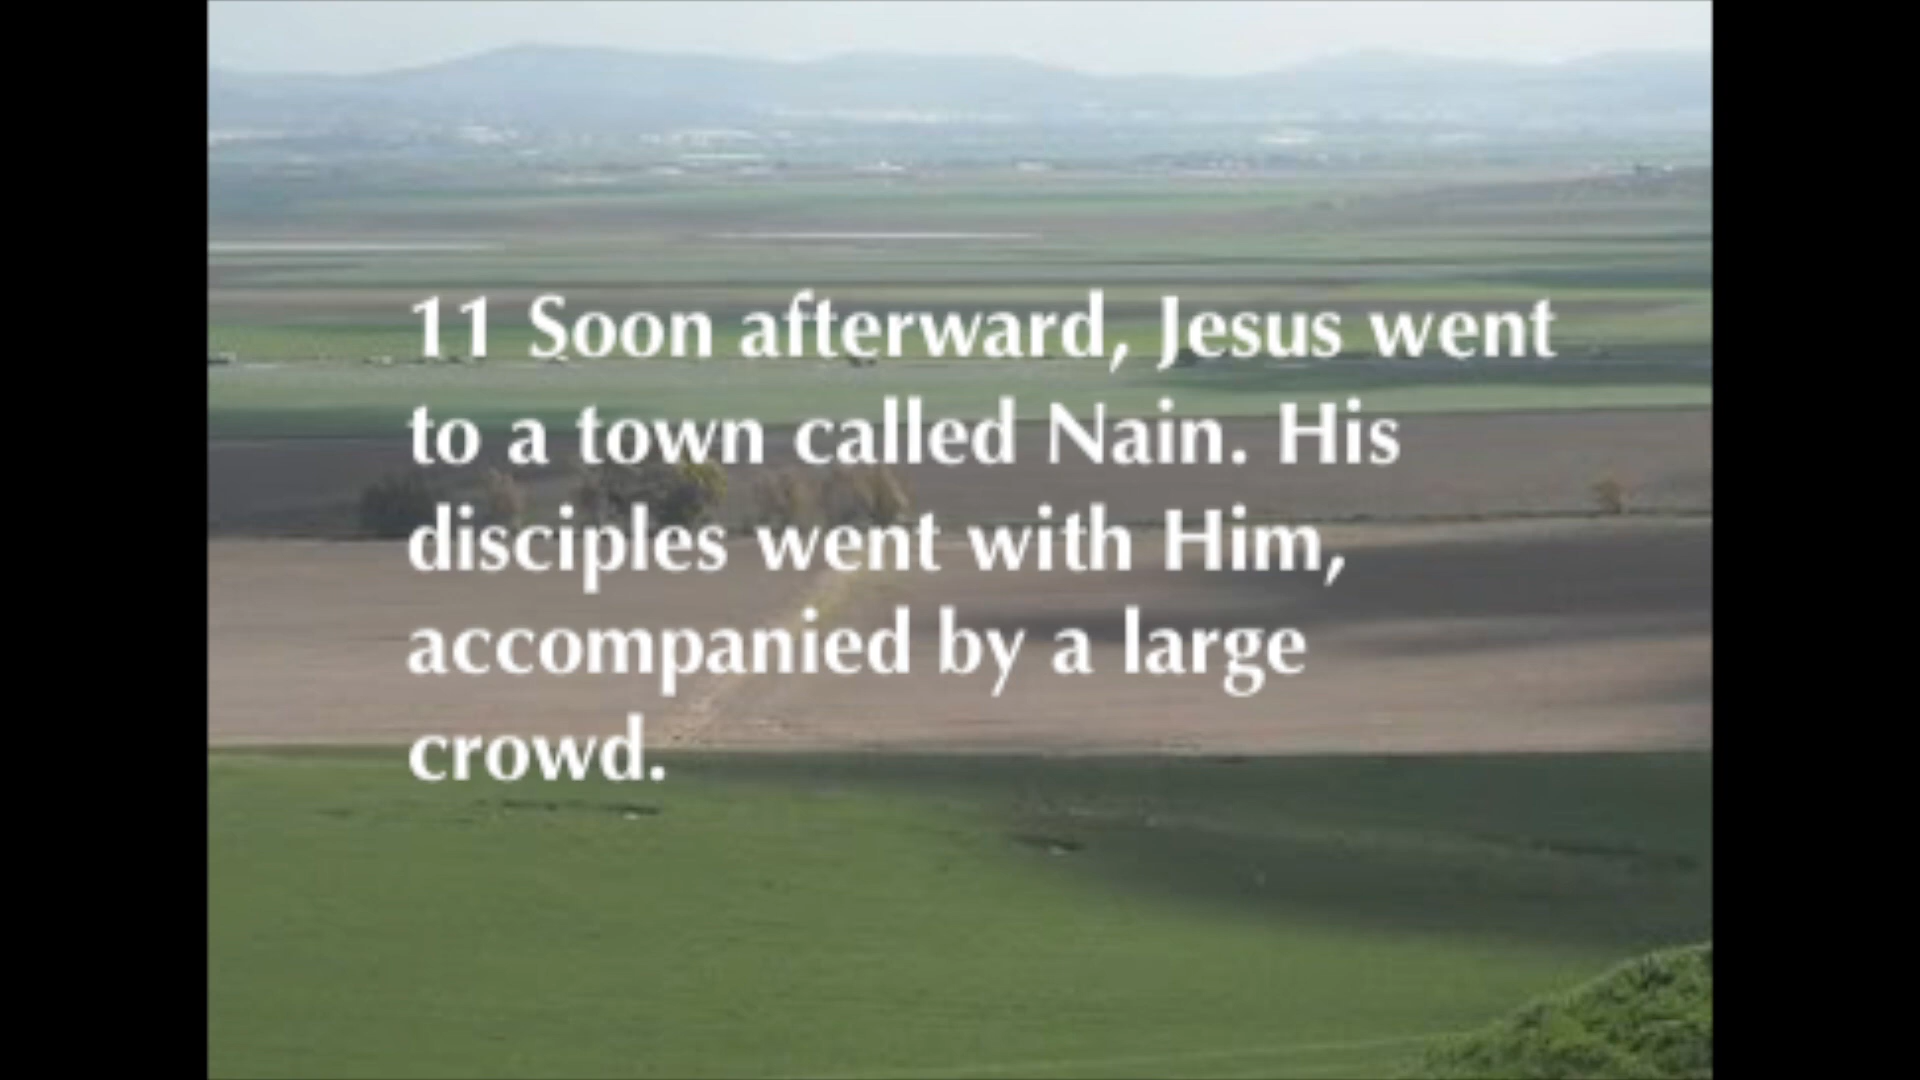 11 Soon afterward, Jesus went
to a town called Nain. His
disciples went with Him,
accompanied by a large
crowd.